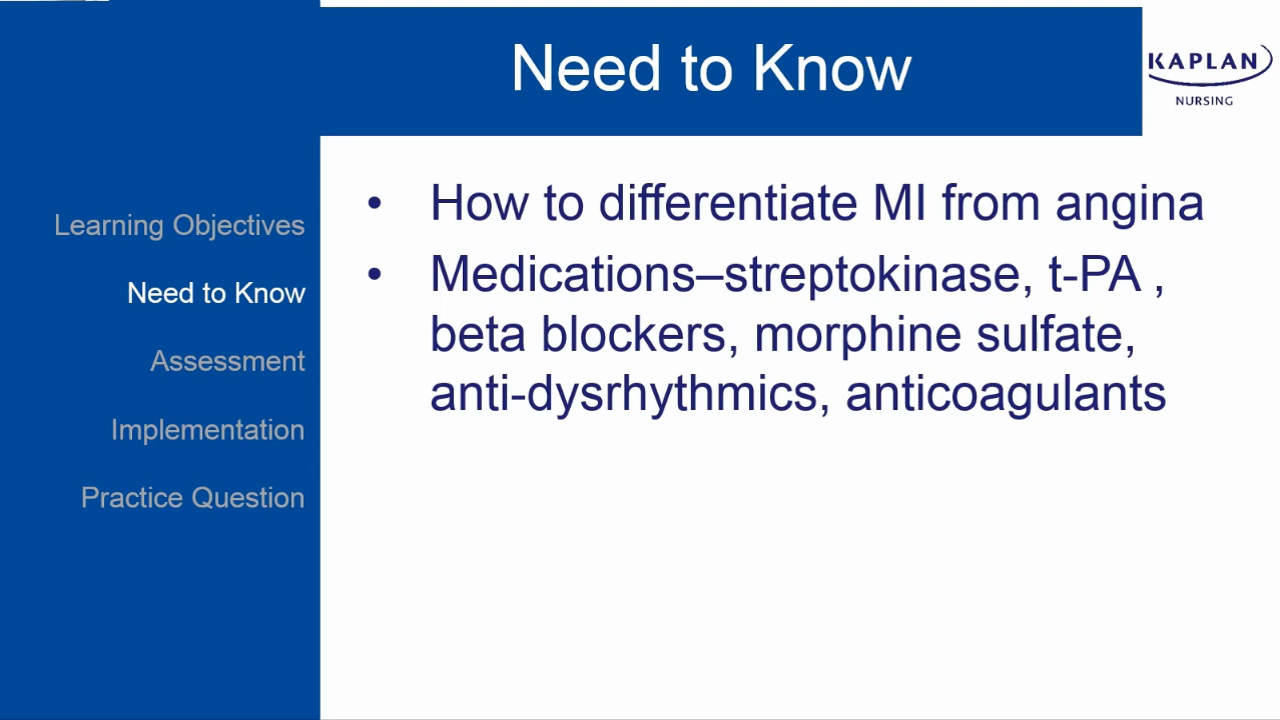 Need to Know
KAPLAN
NURSING
Learning Objectives
Need to Know
Assessment
Implementation
Practice Question
• How to differentiate MI from angina
• Medications–streptokinase, t-PA ,
beta blockers, morphine sulfate,
anti-dysrhythmics, anticoagulants